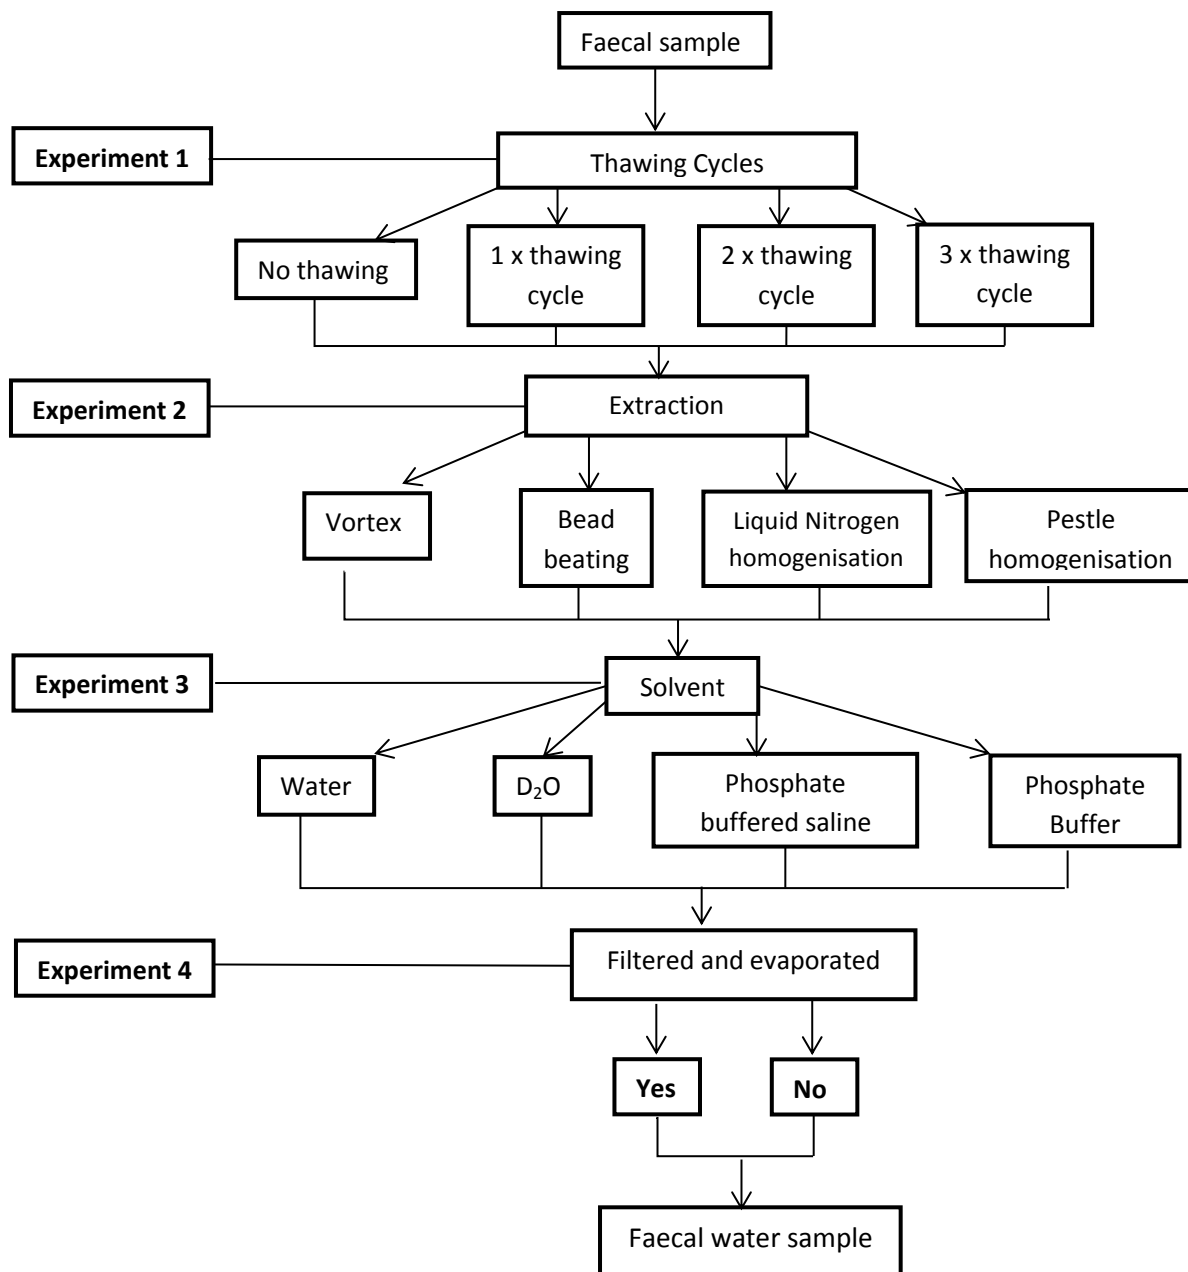 Faecal sample
Experiment 1
Thawing Cycles
No thawing
1 x thawing
cycle
2 x thawing
cycle
3 x thawing
cycle
Experiment 2
Extraction
Vortex
Bead
beating
Liquid Nitrogen
homogenisation
Pestle
homogenisation
Experiment 3
Solvent
Water
D₂O
Phosphate
buffered saline
Phosphate
Buffer
Experiment 4
Filtered and evaporated
Yes
No
Faecal water sample